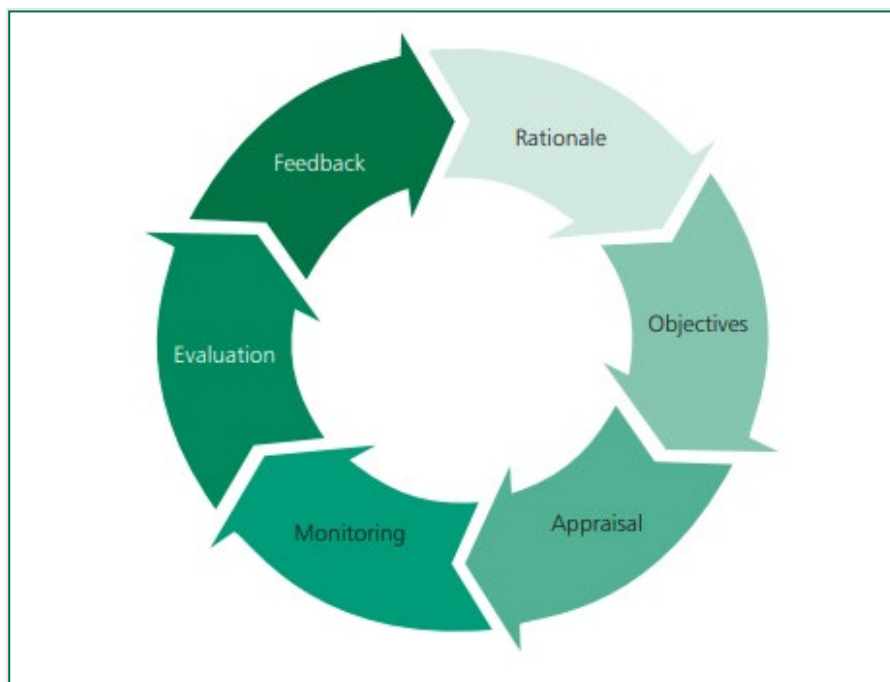 Rationale
Objectives
Appraisal
Monitoring
Evaluation
Feedback